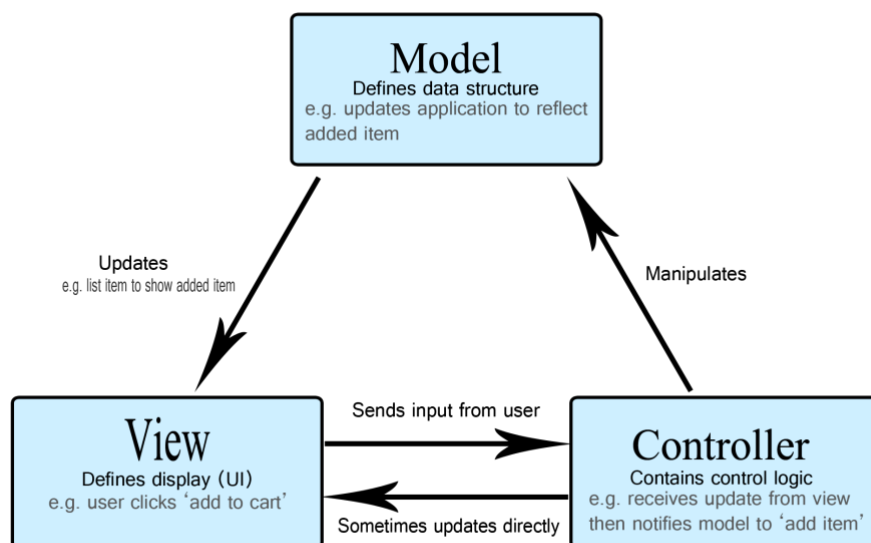 Model
Defines data structure
e.g. updates application to reflect
added item
Updates
e.g. list item to show added item
Manipulates
View
Defines display (UI)
e.g. user clicks ‘add to cart’
Sends input from user
Sometimes updates directly
Controller
Contains control logic
e.g. receives update from view
then notifies model to ‘add item’